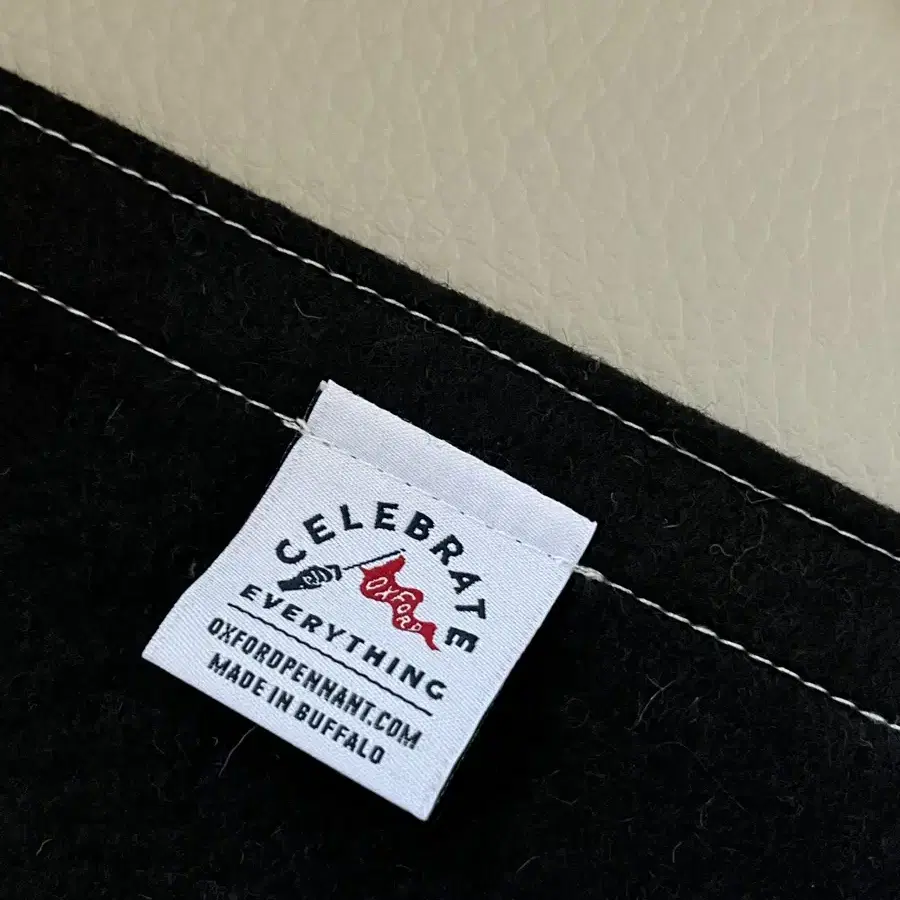 CELEBRATE
OXFORD
EVERYTHING
OXFORDPENNANT.COM
MADE IN BUFFALO